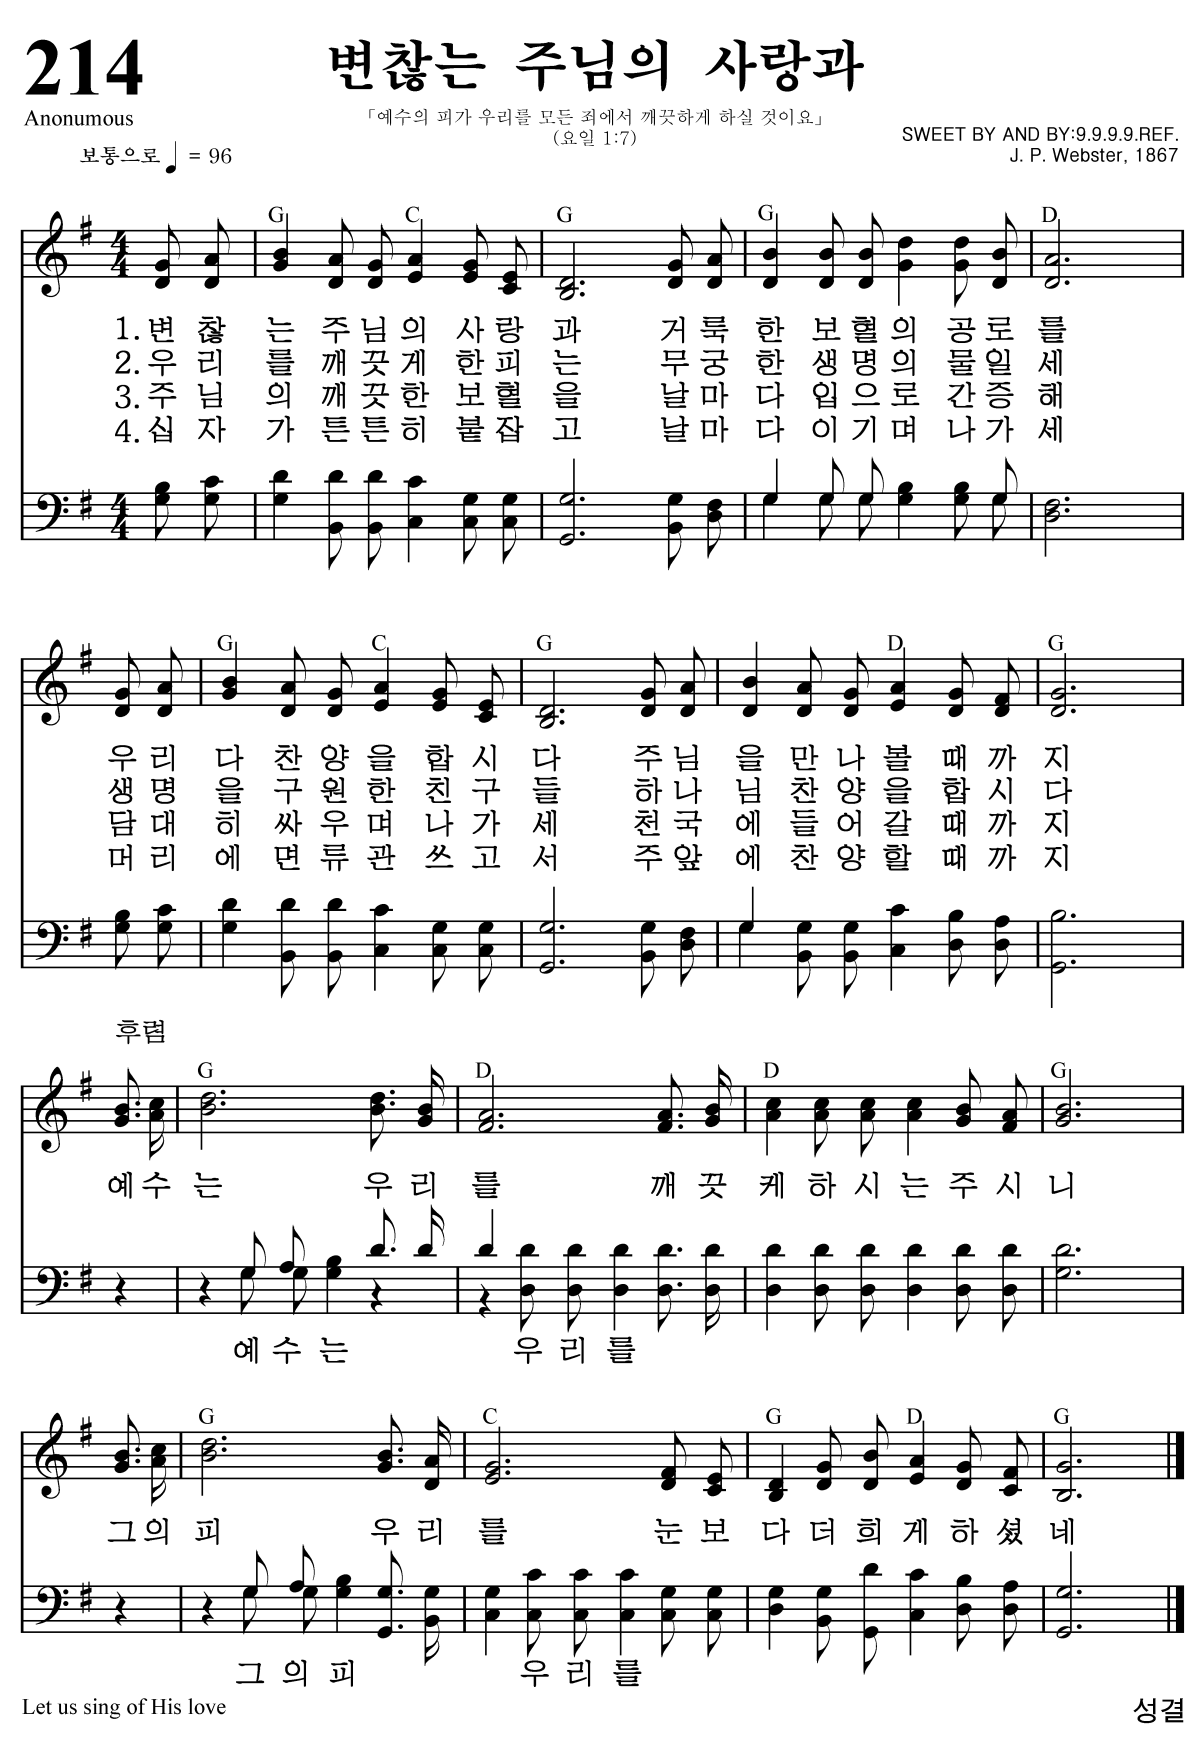 214
변찮는 주님의 사랑과
Anonumous
「예수의 피가 우리를 모든 죄에서 깨끗하게 하실 것이요」
(요일 1:7)
SWEET BY AND BY:9.9.9.9.REF.
보통으로 ♩ = 96
J. P. Webster, 1867
G C G G D
4 4
1. 변 찮 는 주 님 의 사 랑 과 거 룩 한 보 혈 의 공 로 를
2. 우 리 를 깨 끗 게 한 피 는 무 궁 한 생 명 의 물 일 세
3. 주 님 의 깨 끗 한 보 혈 을 날 마 다 입 으 로 간 증 해
4. 십 자 가 튼 튼 히 붙 잡 고 날 마 다 이 기 며 나 가 세
4 4
G C G D G
우 리 다 찬 양 을 합 시 다 주 님 을 만 나 볼 때 까 지
생 명 을 구 원 한 친 구 들 하 나 님 찬 양 을 합 시 다
담 대 히 싸 우 며 나 가 세 천 국 에 들 어 갈 때 까 지
머 리 에 면 류 관 쓰 고 서 주 앞 에 찬 양 할 때 까 지
후렴
G D D G
예 수 는 우 리 를 깨 끗 케 하 시 는 주 시 니
예 수 는 우 리 를
G C G D G
그 의 피 우 리 를 눈 보 다 더 희 게 하 셨 네
그 의 피 우 리 를
Let us sing of His love
성결